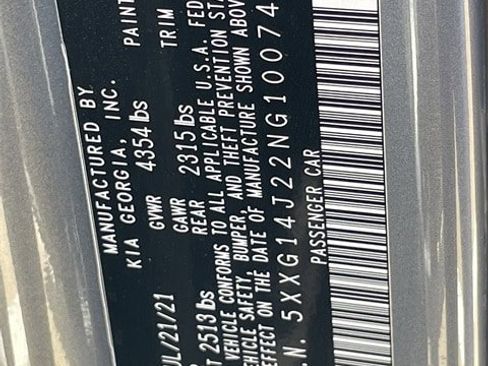 MANUFACTURED BY
KIA GEORGIA, INC.
PAINT
UL/21/21
GVWR
4354 lbs
TRIM
T 2513 lbs
GAWR
REAR
2315 lbs
VEHICLE CONFORMS TO ALL APPLICABLE U.S.A. FED
VEHICLE SAFETY, BUMPER, AND THEFT PREVENTION STA
EFFECT ON THE DATE OF MANUFACTURE SHOWN ABOV
.N. 5XXG14J22NG10074
PASSENGER CAR